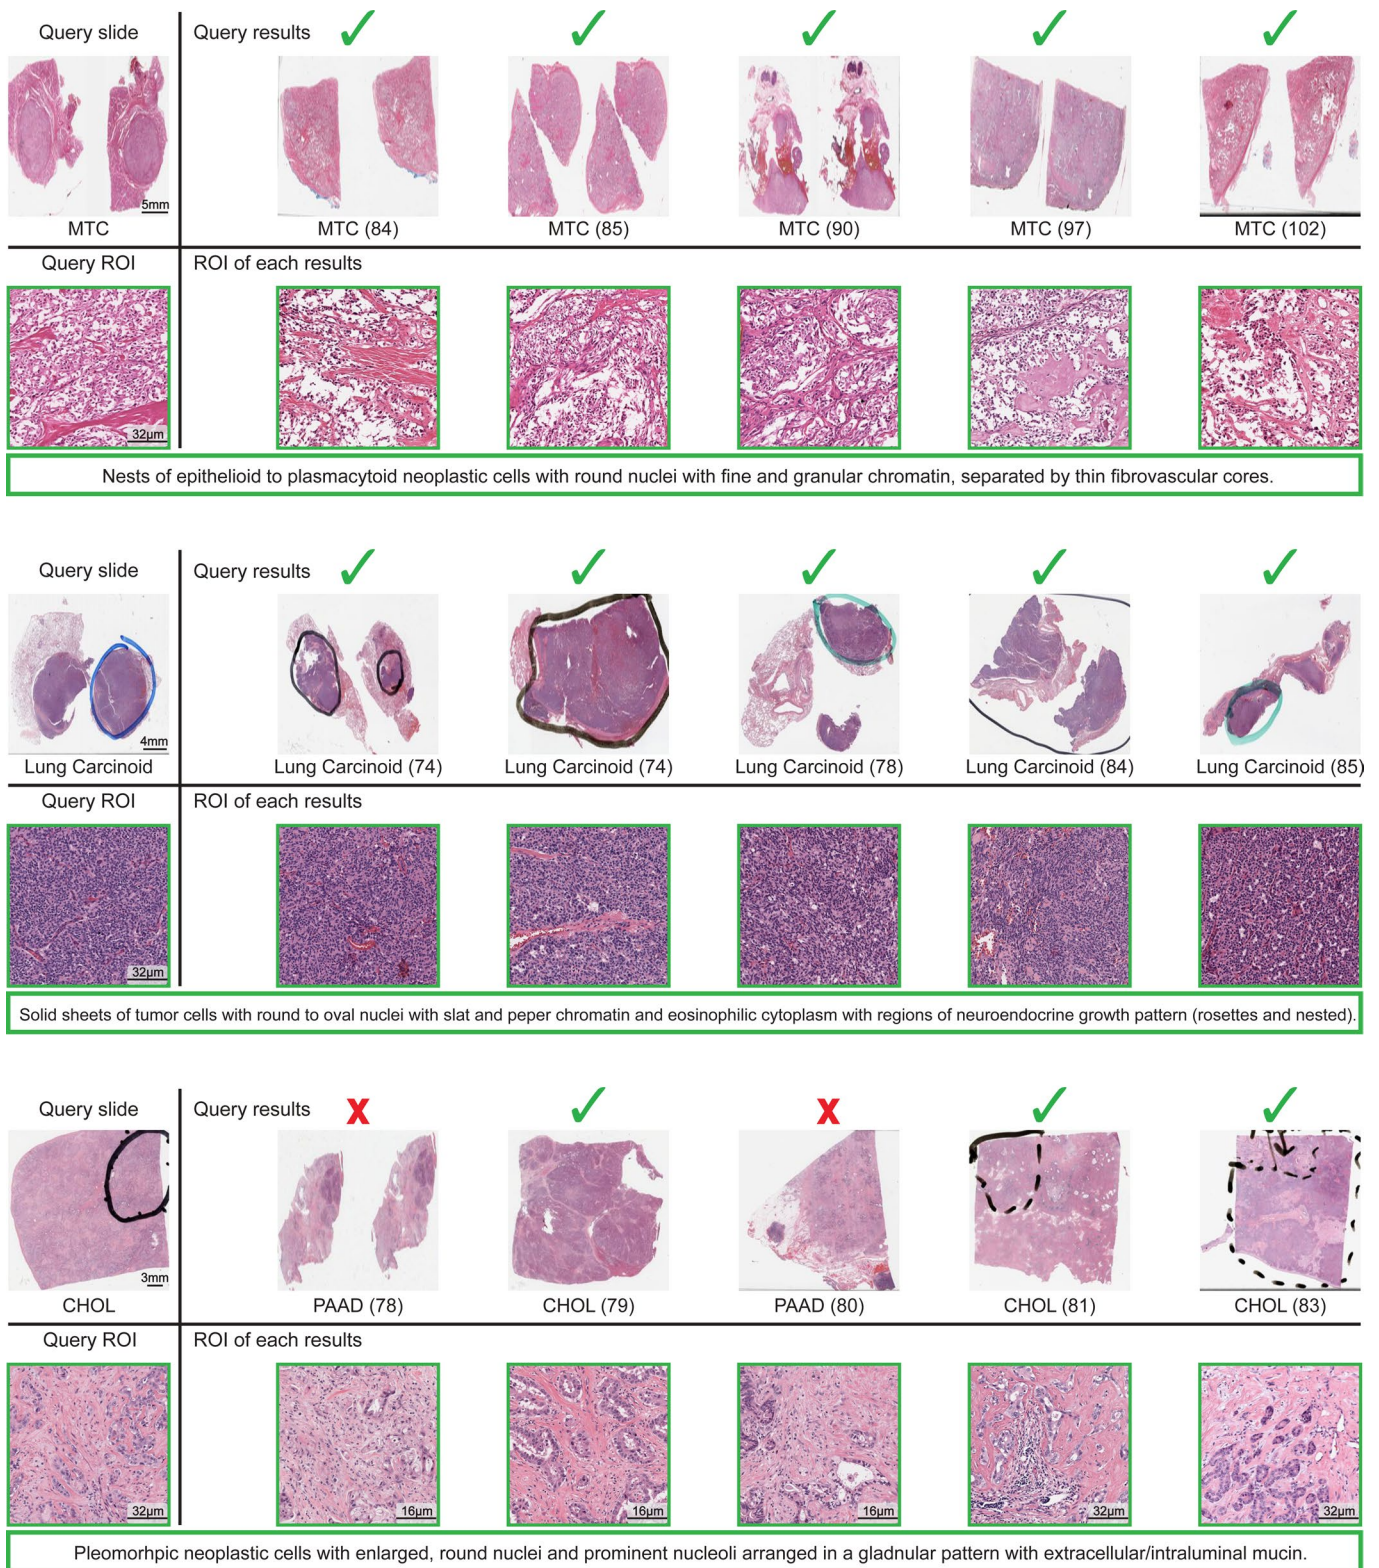 Query slide Query results ✓ ✓ ✓ ✓ ✓
5mm
MTC MTC (84) MTC (85) MTC (90) MTC (97) MTC (102)
Query ROI ROI of each results
32μm
Nests of epithelioid to plasmacytoid neoplastic cells with round nuclei with fine and granular chromatin, separated by thin fibrovascular cores.
Query slide Query results ✓ ✓ ✓ ✓ ✓
4mm
Lung Carcinoid Lung Carcinoid (74) Lung Carcinoid (74) Lung Carcinoid (78) Lung Carcinoid (84) Lung Carcinoid (85)
Query ROI ROI of each results
32μm
Solid sheets of tumor cells with round to oval nuclei with slat and peper chromatin and eosinophilic cytoplasm with regions of neuroendocrine growth pattern (rosettes and nested).
Query slide Query results X ✓ X ✓ ✓
3mm
CHOL PAAD (78) CHOL (79) PAAD (80) CHOL (81) CHOL (83)
Query ROI ROI of each results
32μm 16μm 16μm 16μm 32μm 32μm
Pleomorhpic neoplastic cells with enlarged, round nuclei and prominent nucleoli arranged in a gladnular pattern with extracellular/intraluminal mucin.